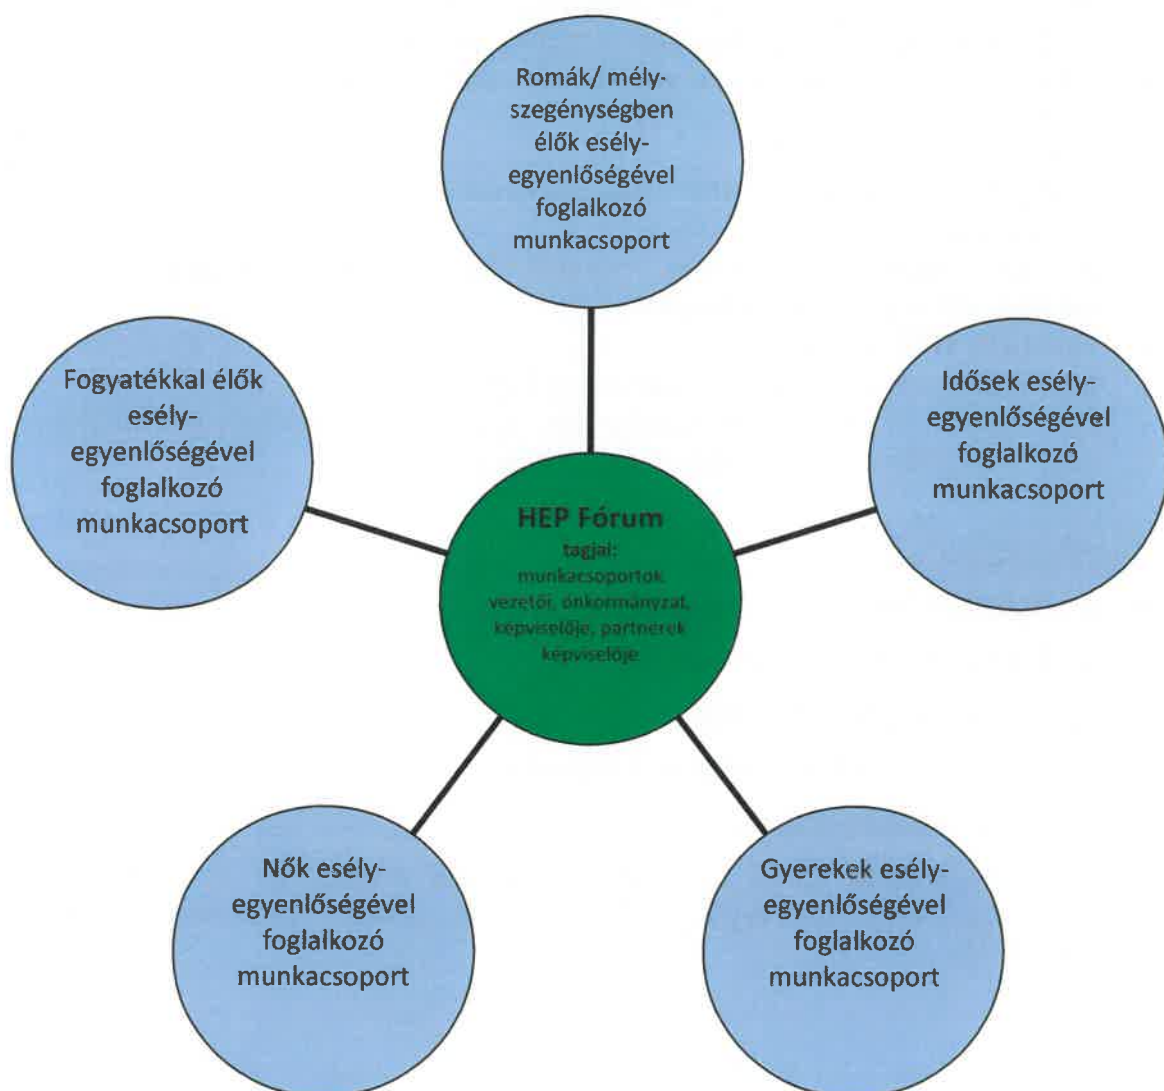 Romák/ mély-
szegénységben
élők esély-
egyenlőségével
foglalkozó
munkacsoport
Fogyatékkal élők
esély-
egyenlőségével
foglalkozó
munkacsoport
Idősek esély-
egyenlőségével
foglalkozó
munkacsoport
HEP Fórum
tagjai:
munkacsoportok
vezetői, önkormányzat,
képviselője, partnerek
képviselője
Nők esély-
egyenlőségével
foglalkozó
munkacsoport
Gyerekek esély-
egyenlőségével
foglalkozó
munkacsoport